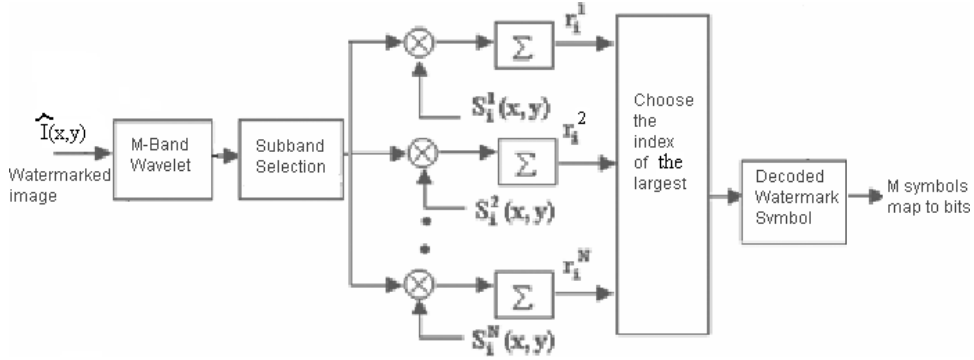 Î(x,y)
Watermarked
image
M-Band
Wavelet
Subband
Selection
Σ
r_i^1
S_i^1(x,y)
Σ
r_i^2
S_i^2(x,y)
Σ
r_i^N
S_i^N(x,y)
Choose
the
index
of the
largest
Decoded
Watermark
Symbol
M symbols
map to bits